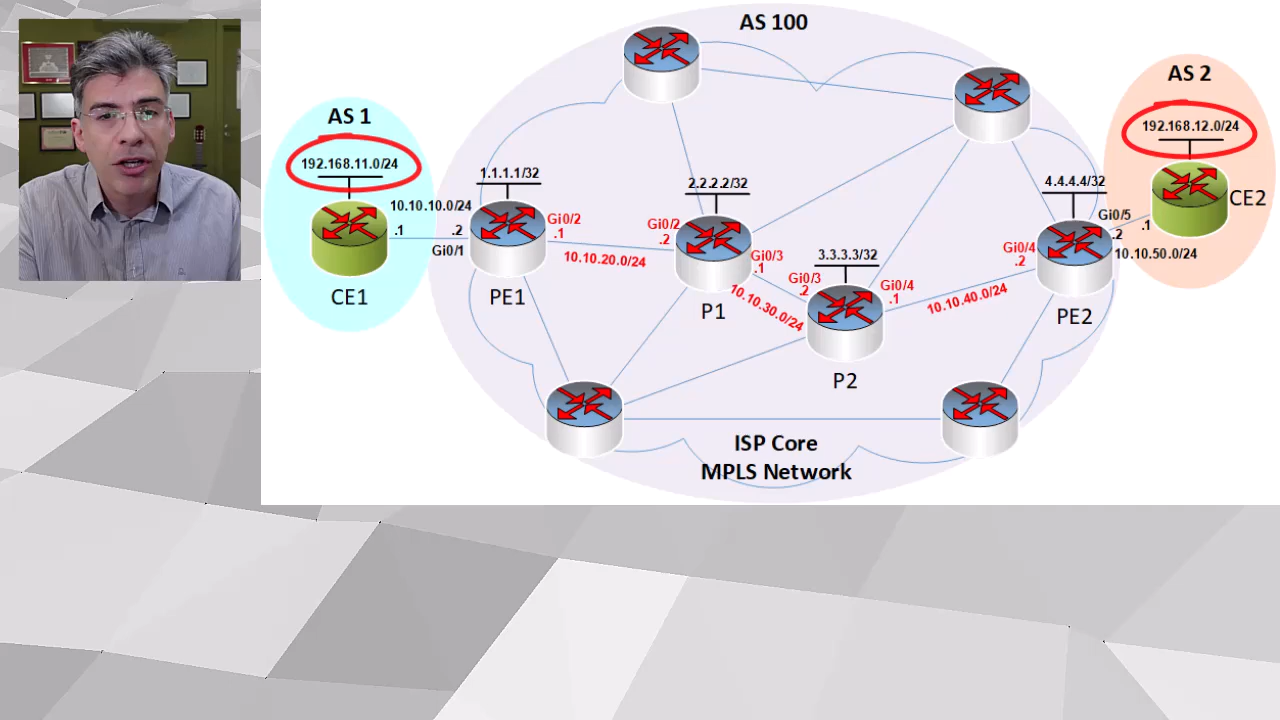 AS 100
AS 1
192.168.11.0/24
AS 2
192.168.12.0/24
CE2
1.1.1.1/32
2.2.2.2/32
4.4.4.4/32
10.10.10.0/24
.1
.2
Gi0/1
Gi0/2
.1
10.10.20.0/24
Gi0/2
.2
Gi0/3
.1
3.3.3.3/32
Gi0/3
.2
10.10.30.0/24
Gi0/4
.1
10.10.40.0/24
Gi0/4
.2
Gi0/5
.2
.1
10.10.50.0/24
CE1
PE1
P1
P2
PE2
ISP Core
MPLS Network